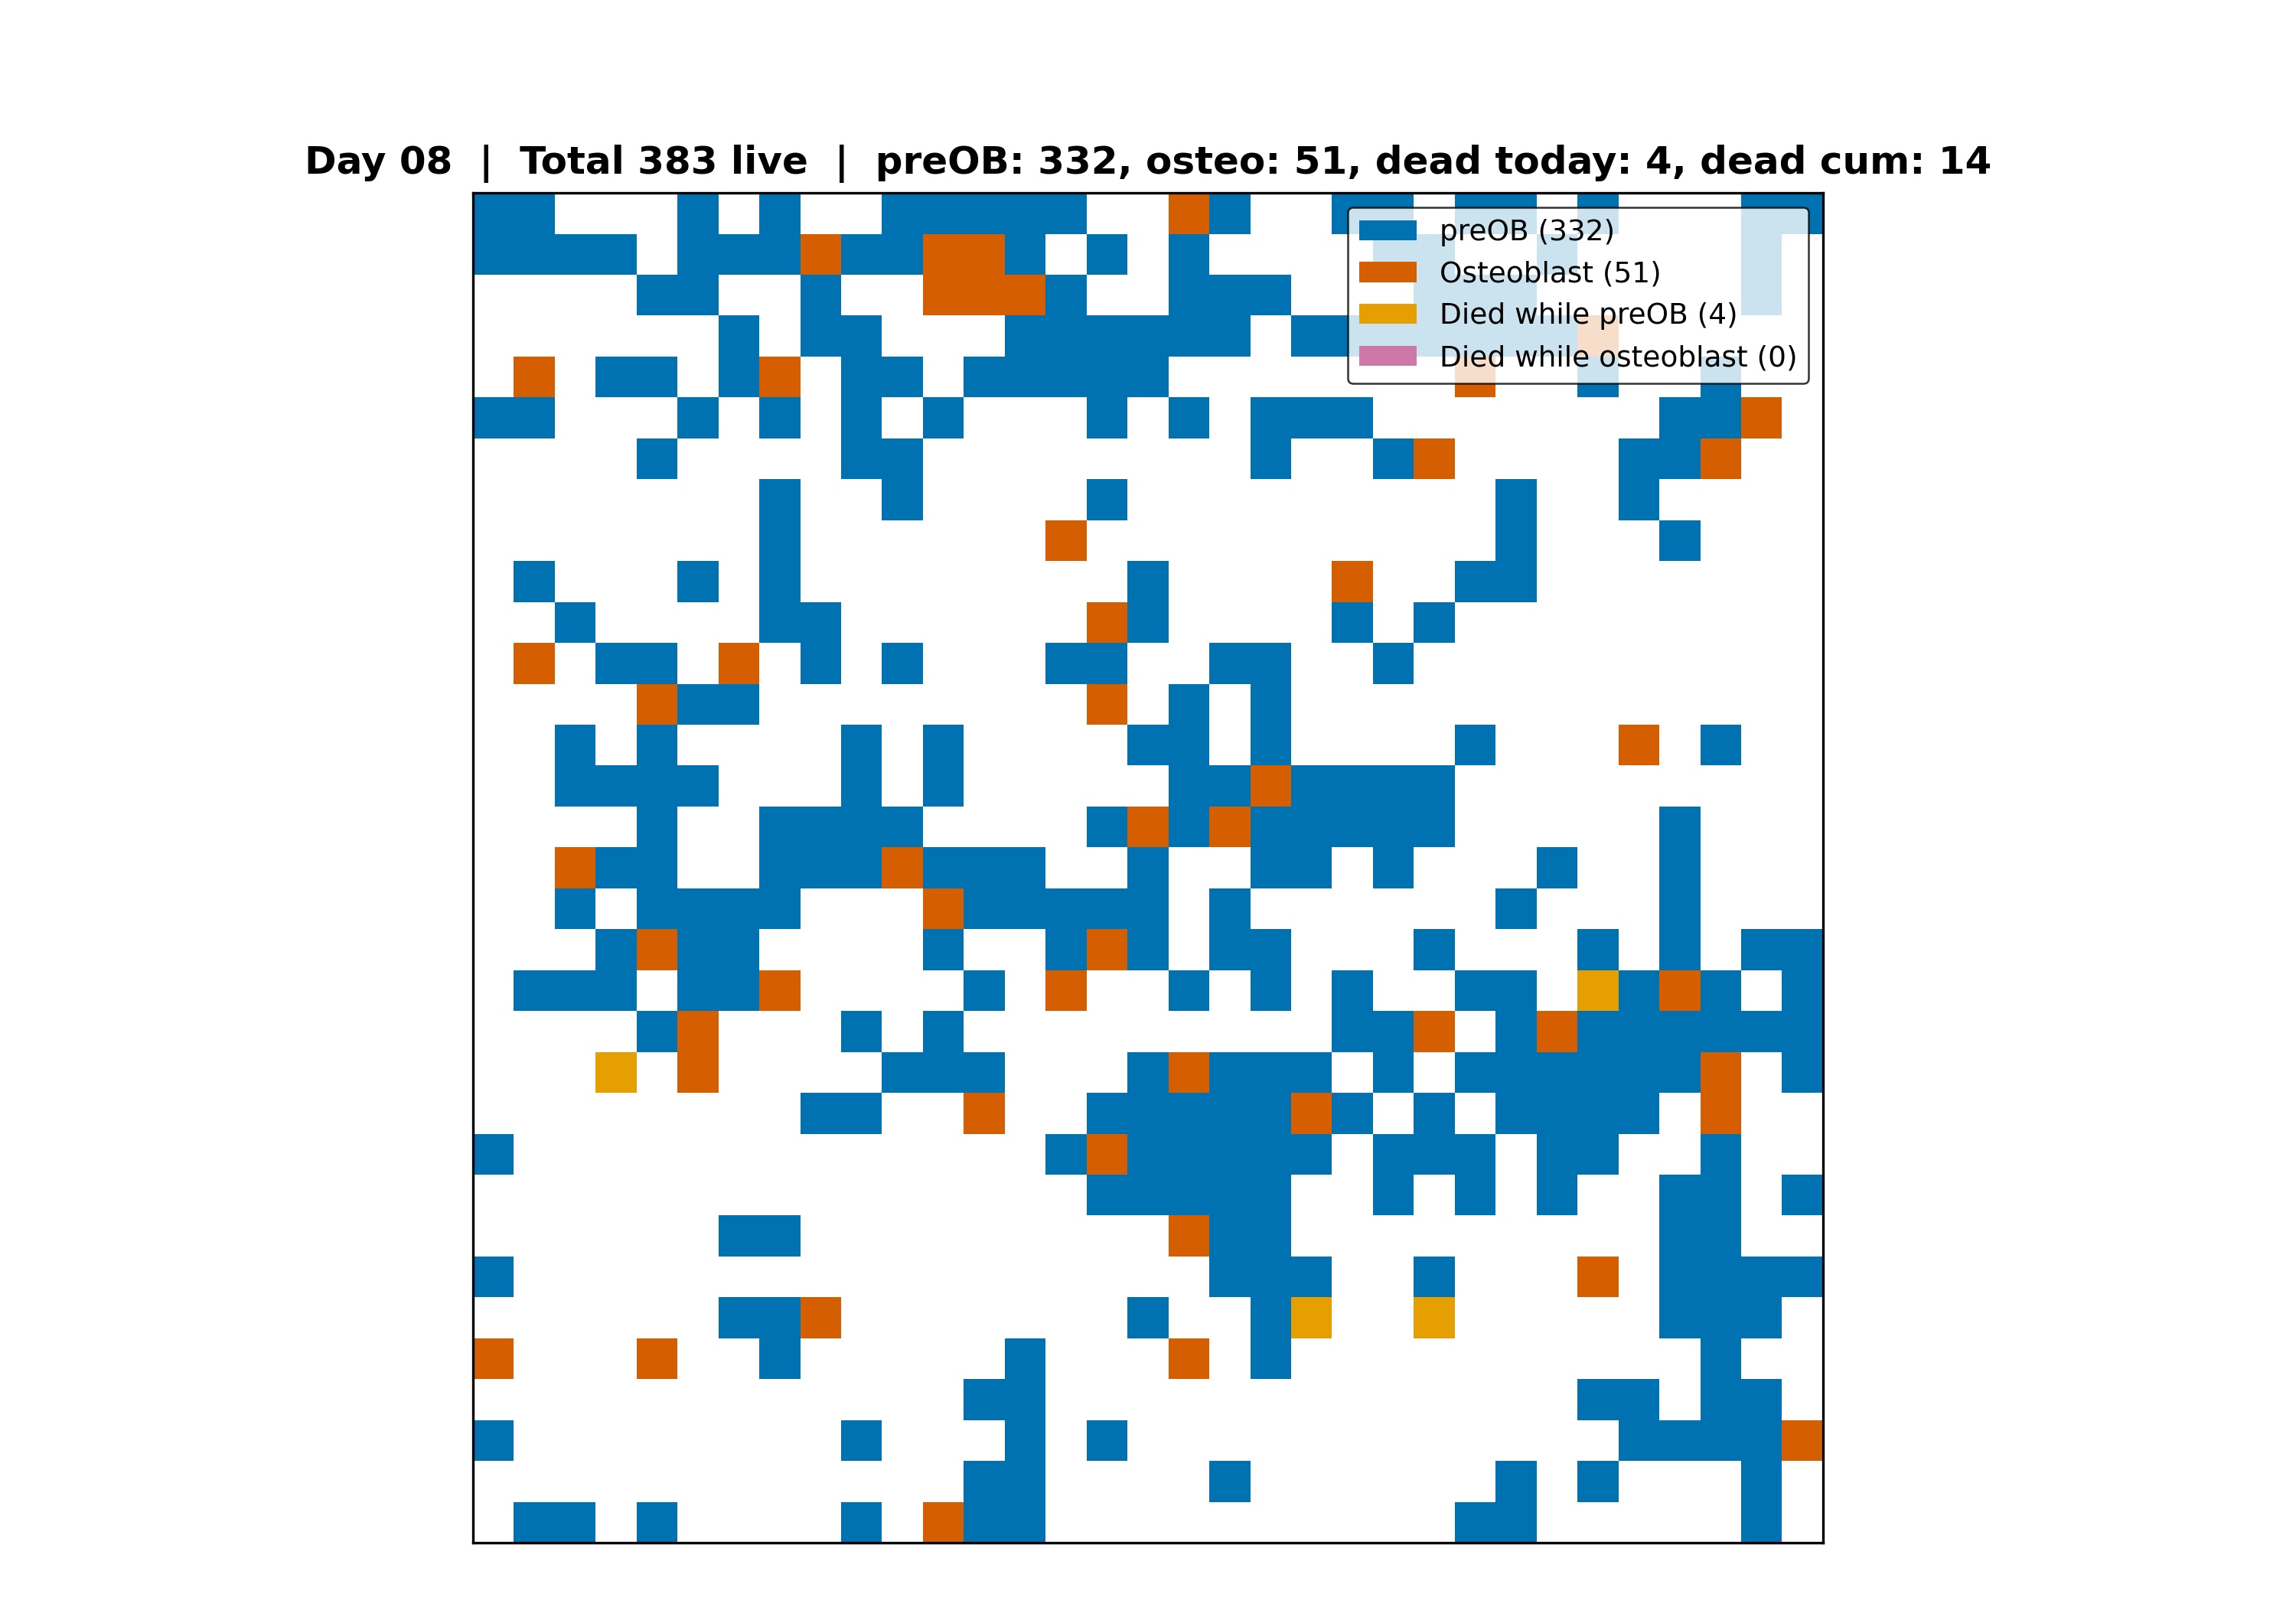 Day 08 | Total 383 live | preOB: 332, osteo: 51, dead today: 4, dead cum: 14
preOB (332)
Osteoblast (51)
Died while preOB (4)
Died while osteoblast (0)